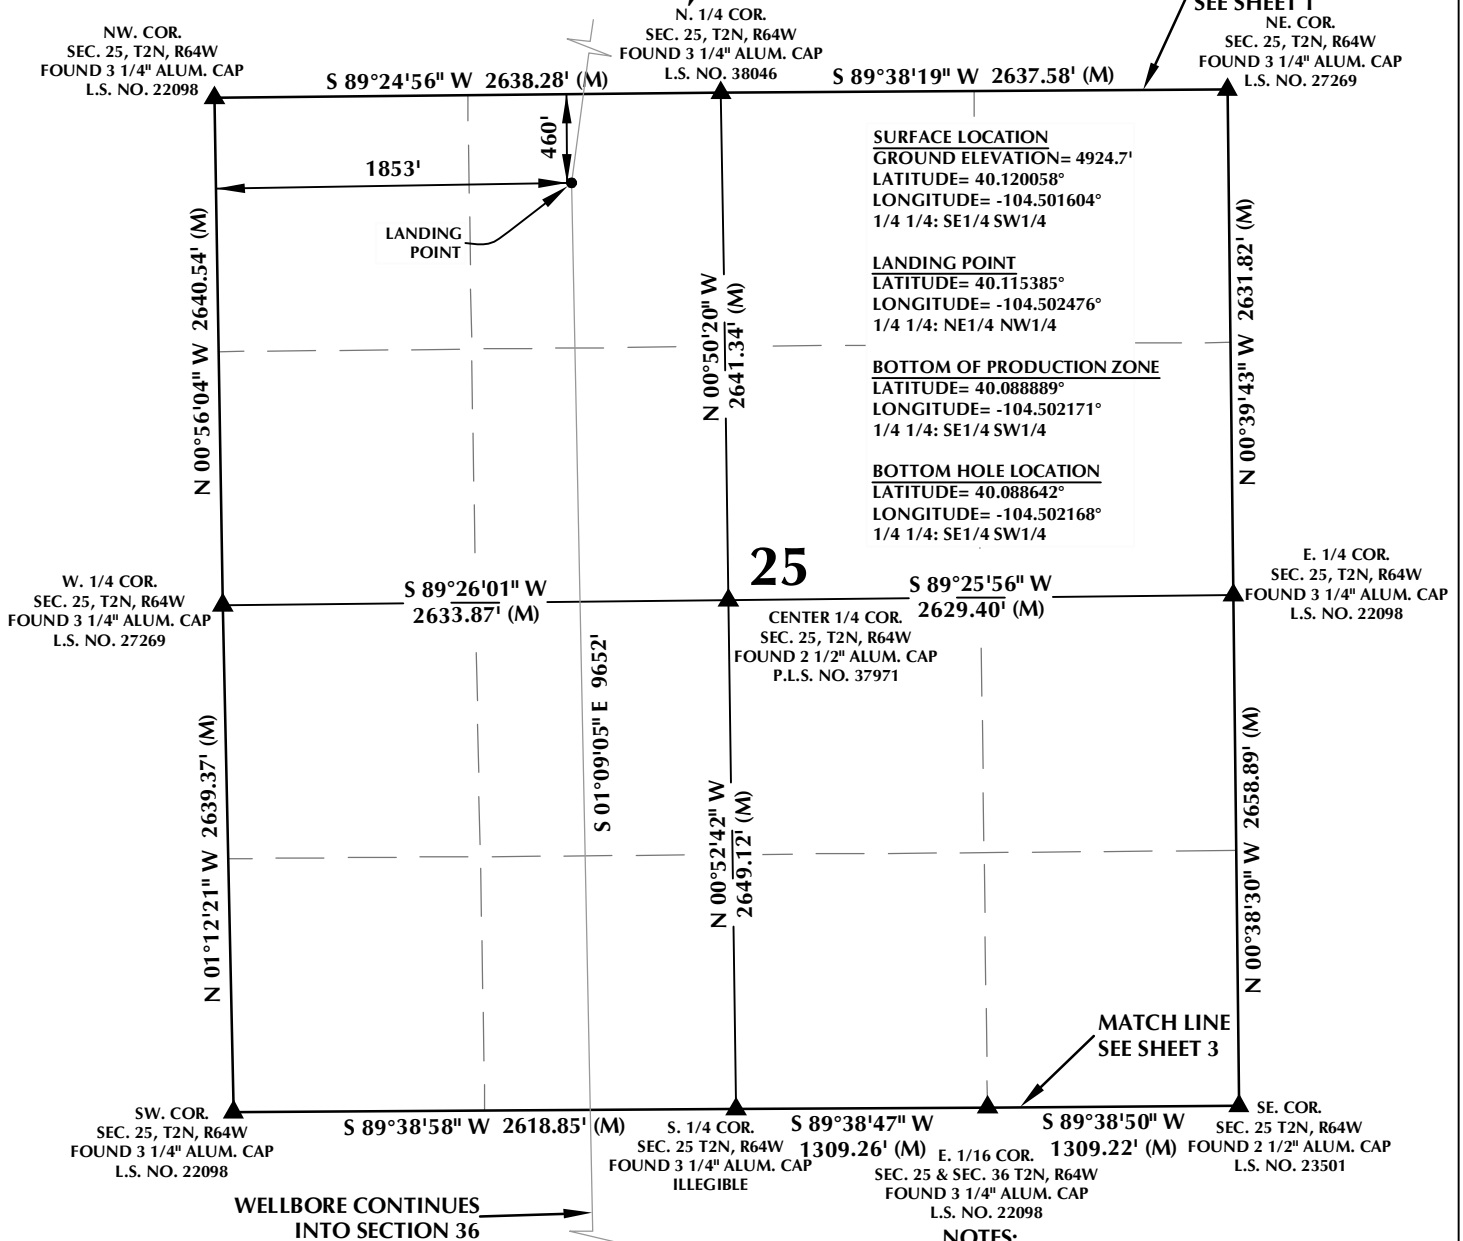 SEE SHEET 1
NW. COR.
SEC. 25, T2N, R64W
FOUND 3 1/4" ALUM. CAP
L.S. NO. 22098
N. 1/4 COR.
SEC. 25, T2N, R64W
FOUND 3 1/4" ALUM. CAP
L.S. NO. 38046
NE. COR.
SEC. 25, T2N, R64W
FOUND 3 1/4" ALUM. CAP
L.S. NO. 27269
S 89°24'56" W 2638.28' (M)
S 89°38'19" W 2637.58' (M)
460'
1853'
LANDING
POINT
SURFACE LOCATION
GROUND ELEVATION= 4924.7'
LATITUDE= 40.120058°
LONGITUDE= -104.501604°
1/4 1/4: SE1/4 SW1/4
LANDING POINT
LATITUDE= 40.115385°
LONGITUDE= -104.502476°
1/4 1/4: NE1/4 NW1/4
BOTTOM OF PRODUCTION ZONE
LATITUDE= 40.088889°
LONGITUDE= -104.502171°
1/4 1/4: SE1/4 SW1/4
BOTTOM HOLE LOCATION
LATITUDE= 40.088642°
LONGITUDE= -104.502168°
1/4 1/4: SE1/4 SW1/4
N 00°56'04" W 2640.54' (M)
N 00°50'20" W
2641.34' (M)
N 00°39'43" W 2631.82' (M)
25
W. 1/4 COR.
SEC. 25, T2N, R64W
FOUND 3 1/4" ALUM. CAP
L.S. NO. 27269
S 89°26'01" W
2633.87' (M)
S 89°25'56" W
2629.40' (M)
CENTER 1/4 COR.
SEC. 25, T2N, R64W
FOUND 2 1/2" ALUM. CAP
P.L.S. NO. 37971
E. 1/4 COR.
SEC. 25, T2N, R64W
FOUND 3 1/4" ALUM. CAP
L.S. NO. 22098
S 01°09'05" E 9652'
N 01°12'21" W 2639.37' (M)
N 00°52'42" W
2649.12' (M)
N 00°38'30" W 2658.89' (M)
MATCH LINE
SEE SHEET 3
SW. COR.
SEC. 25, T2N, R64W
FOUND 3 1/4" ALUM. CAP
L.S. NO. 22098
S 89°38'58" W 2618.85' (M)
S. 1/4 COR.
SEC. 25 T2N, R64W
FOUND 3 1/4" ALUM. CAP
ILLEGIBLE
S 89°38'47" W
1309.26' (M)
E. 1/16 COR.
SEC. 25 & SEC. 36 T2N, R64W
FOUND 3 1/4" ALUM. CAP
L.S. NO. 22098
S 89°38'50" W
1309.22' (M)
SE. COR.
SEC. 25 T2N, R64W
FOUND 2 1/2" ALUM. CAP
L.S. NO. 23501
WELLBORE CONTINUES
INTO SECTION 36
NOTES: